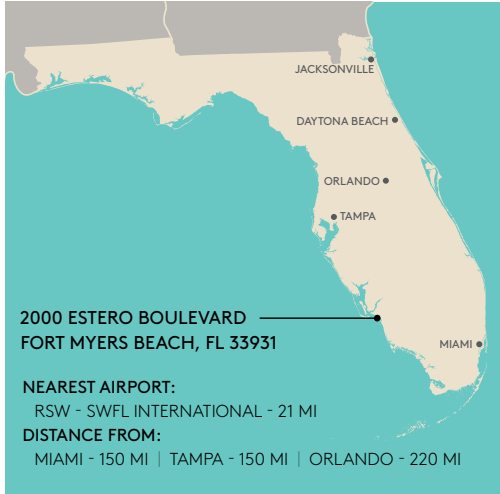 JACKSONVILLE
DAYTONA BEACH
ORLANDO
TAMPA
2000 ESTERO BOULEVARD
FORT MYERS BEACH, FL 33931
MIAMI
NEAREST AIRPORT:
RSW - SWFL INTERNATIONAL - 21 MI
DISTANCE FROM:
MIAMI - 150 MI | TAMPA - 150 MI | ORLANDO - 220 MI